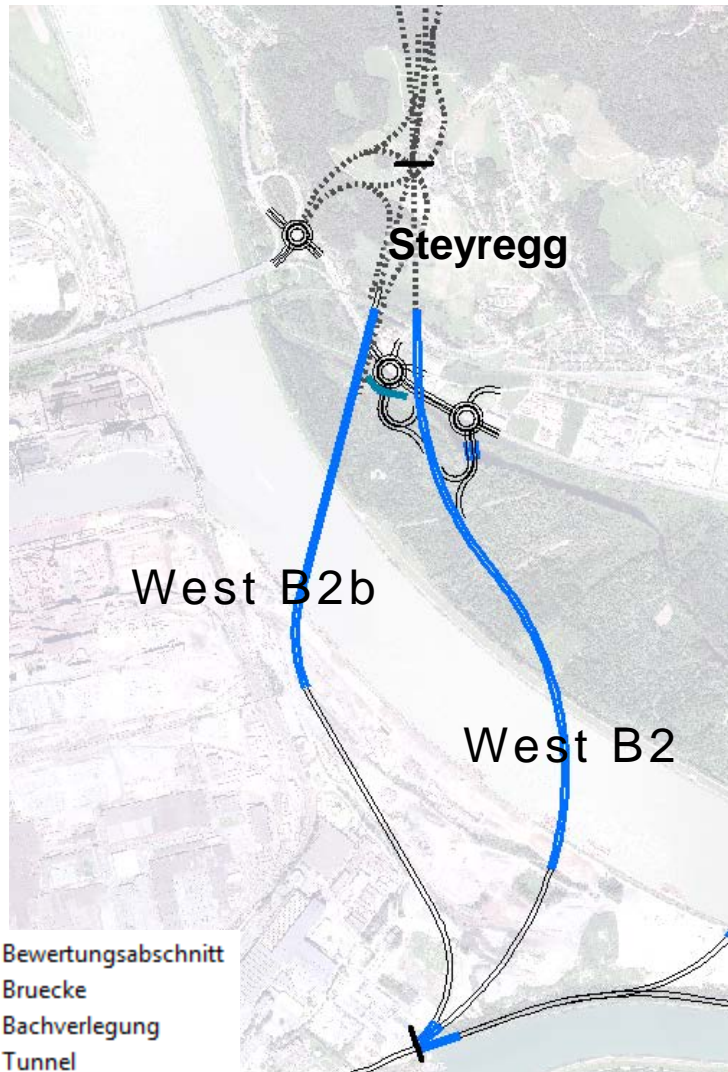 Steyregg
West B2b
West B2
Bewertungsabschnitt
Bruecke
Bachverlegung
Tunnel